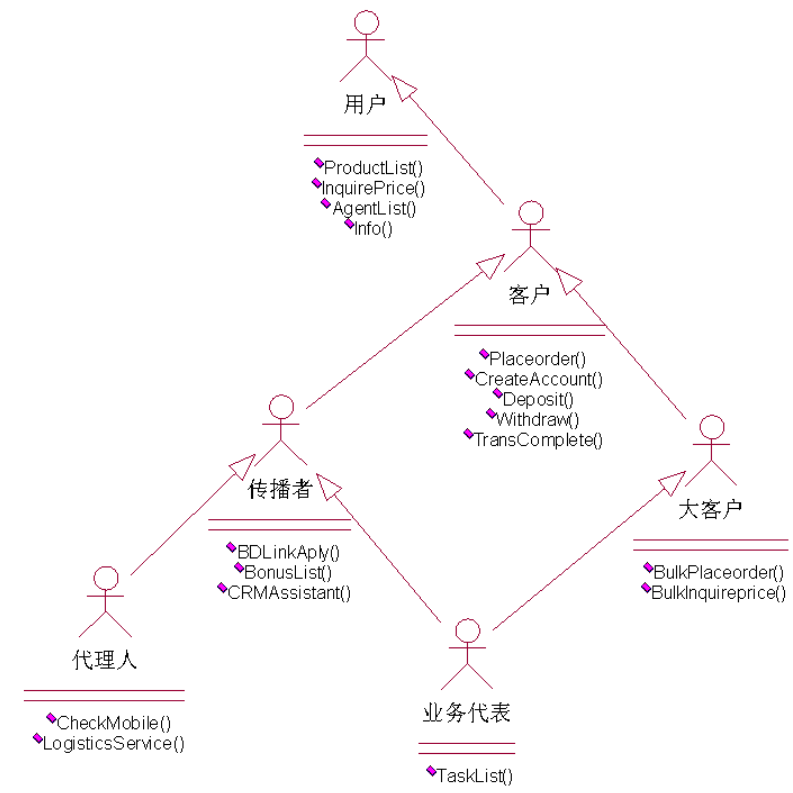 用户
ProductList()
InquirePrice()
AgentList()
Info()
客户
Placeorder()
CreateAccount()
Deposit()
Withdraw()
TransComplete()
传播者
BDLinkAply()
BonusList()
CRMAssistant()
大客户
BulkPlaceorder()
BulkInquireprice()
代理人
CheckMobile()
LogisticsService()
业务代表
TaskList()